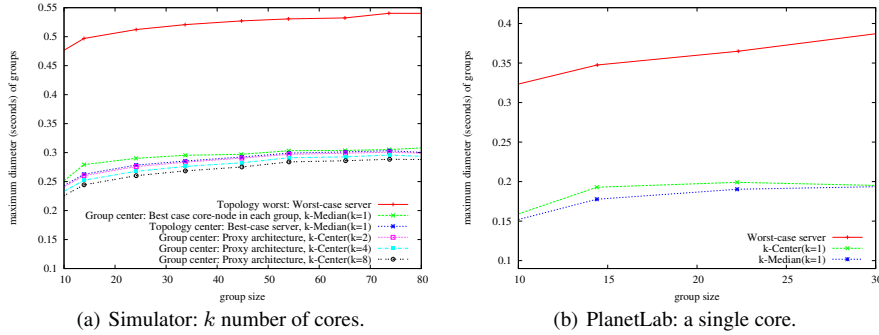 0.55
0.5
0.45
0.4
0.35
0.3
0.25
0.2
0.15
0.1
10
20
30
40
50
60
70
80
maximum diameter (seconds) of groups
group size
Topology worst: Worst-case server
Group center: Best case core-node in each group, k-Median(k=1)
Topology center: Best-case server, k-Median(k=1)
Group center: Proxy architecture, k-Center(k=2)
Group center: Proxy architecture, k-Center(k=4)
Group center: Proxy architecture, k-Center(k=8)
(a) Simulator: k number of cores.
0.4
0.35
0.3
0.25
0.2
0.15
0.1
10
15
20
25
30
maximum diameter (seconds) of groups
group size
Worst-case server
k-Center(k=1)
k-Median(k=1)
(b) PlanetLab: a single core.